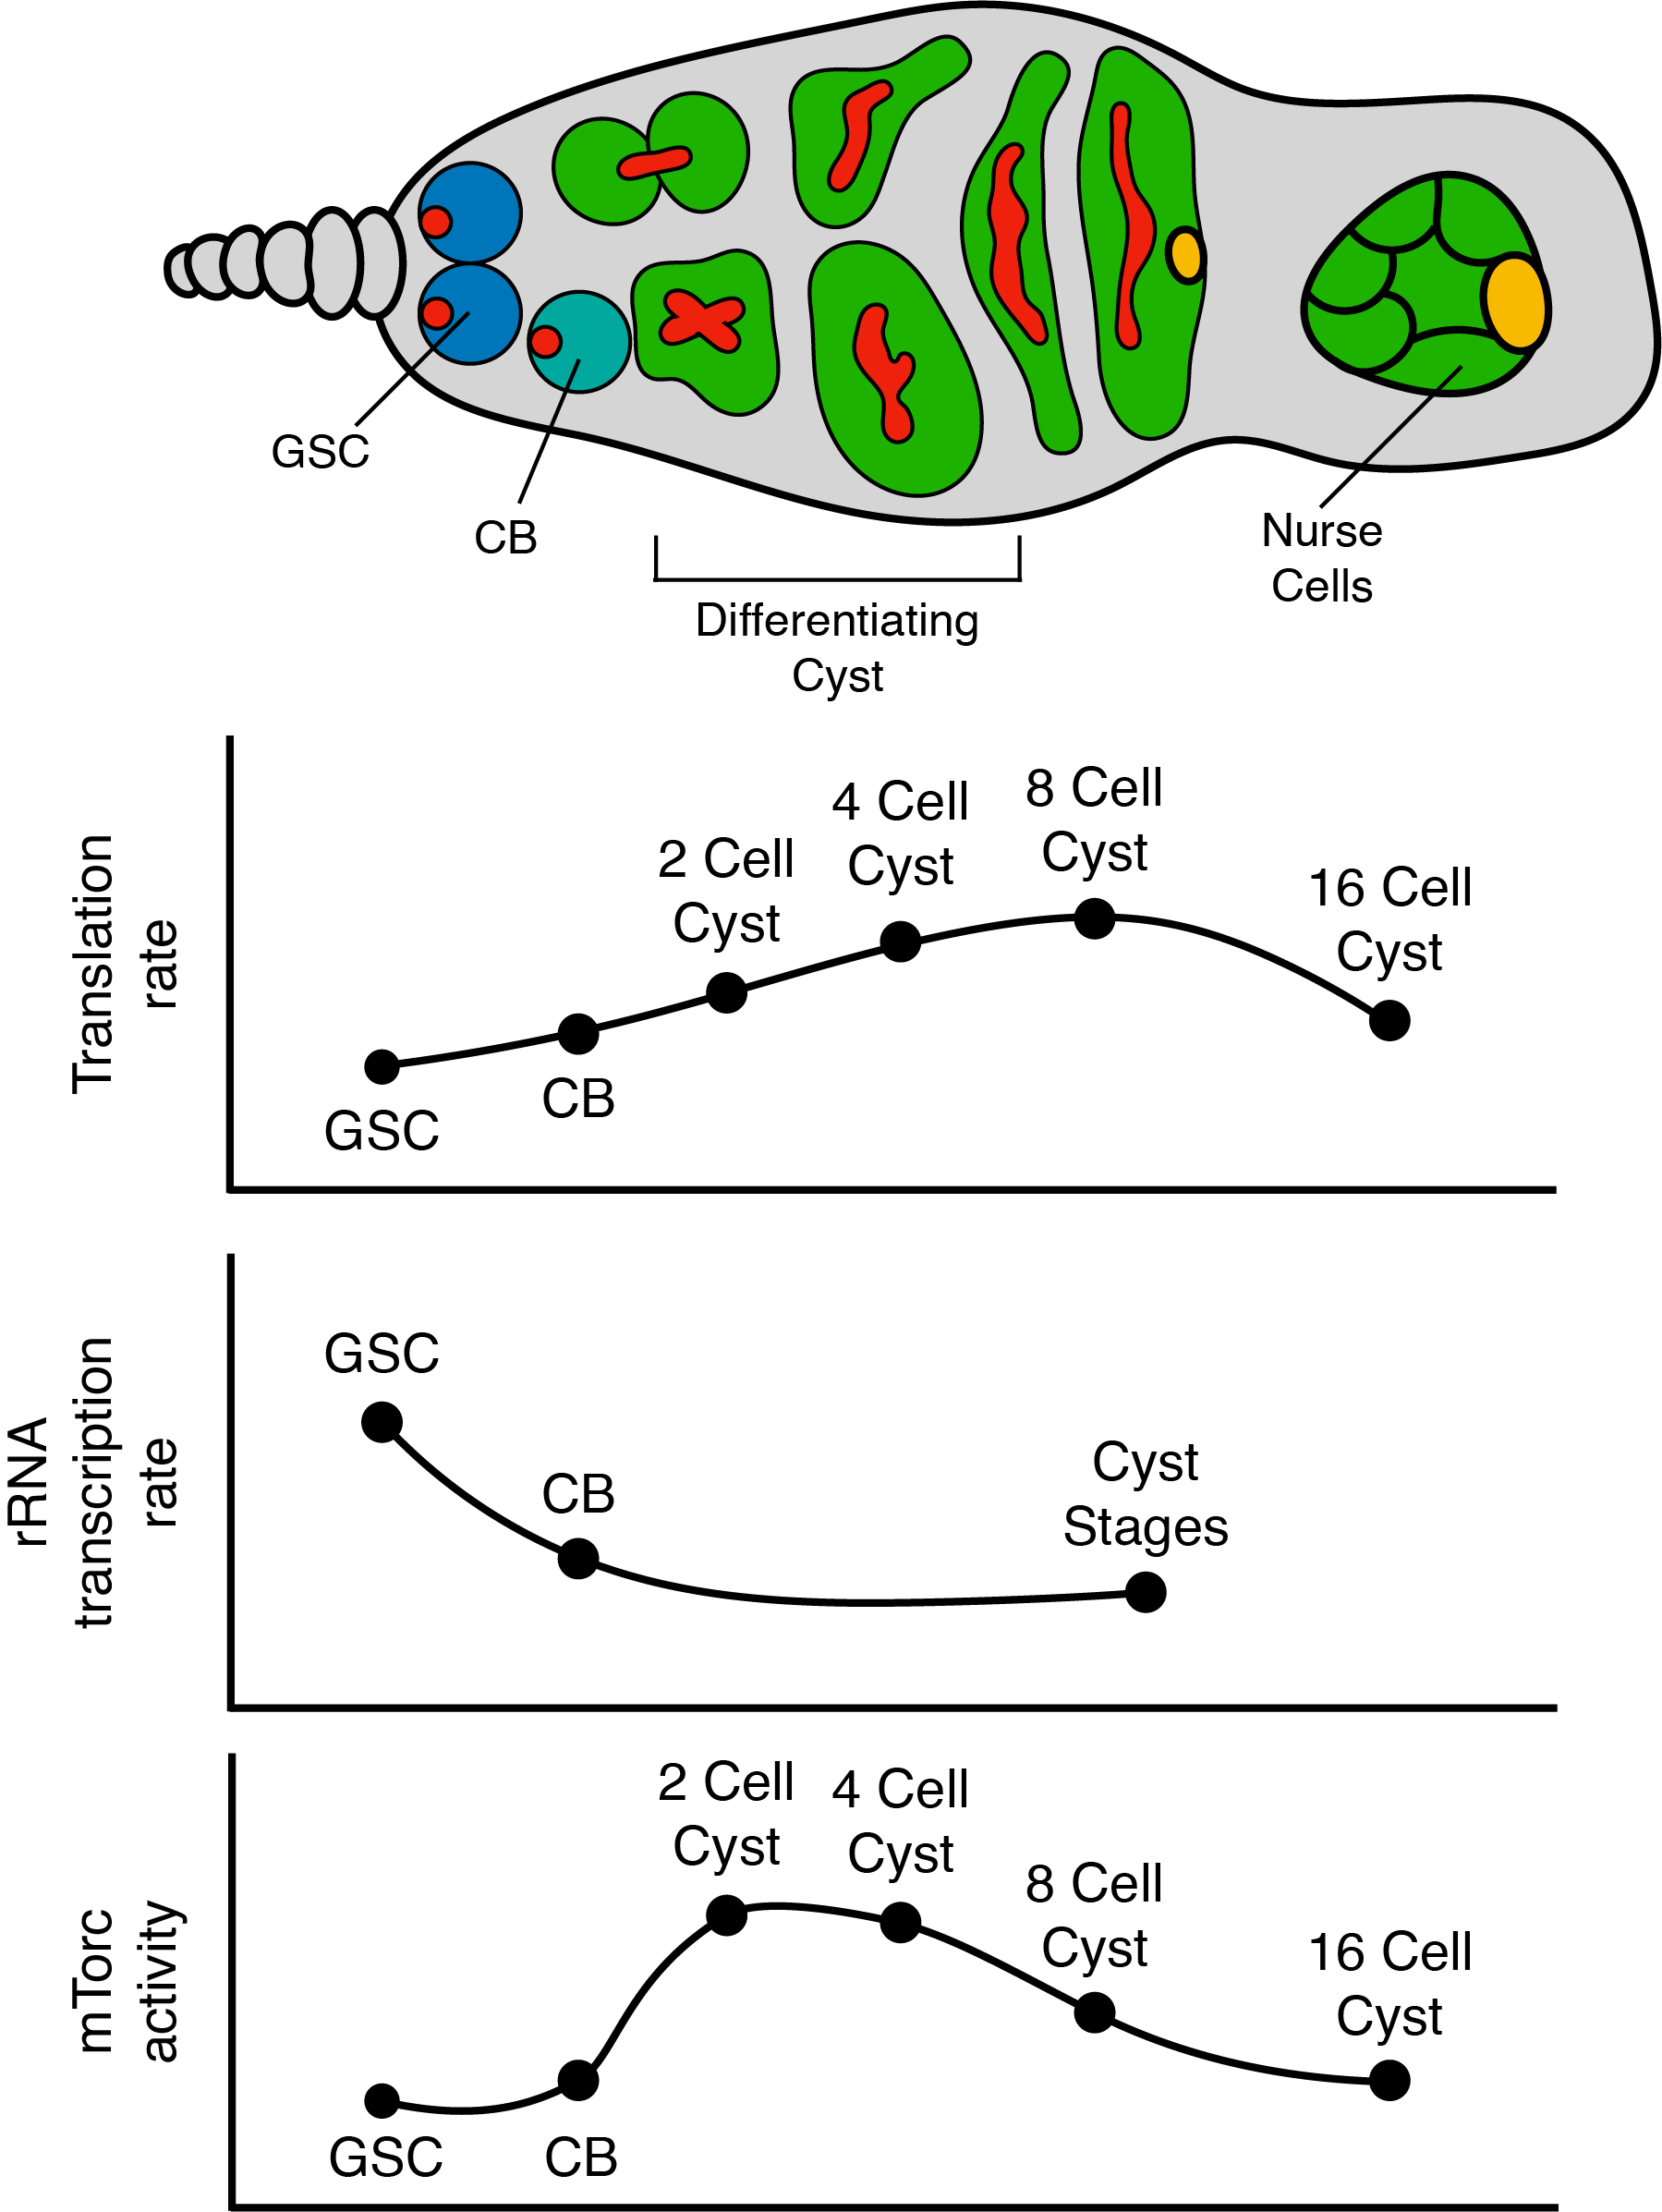 GSC
CB
Differentiating
Cyst
Nurse
Cells
Translation
rate
2 Cell
Cyst
4 Cell
Cyst
8 Cell
Cyst
16 Cell
Cyst
GSC
CB
rRNA
transcription
rate
GSC
CB
Cyst
Stages
mTorc
activity
2 Cell
Cyst
4 Cell
Cyst
8 Cell
Cyst
16 Cell
Cyst
GSC
CB